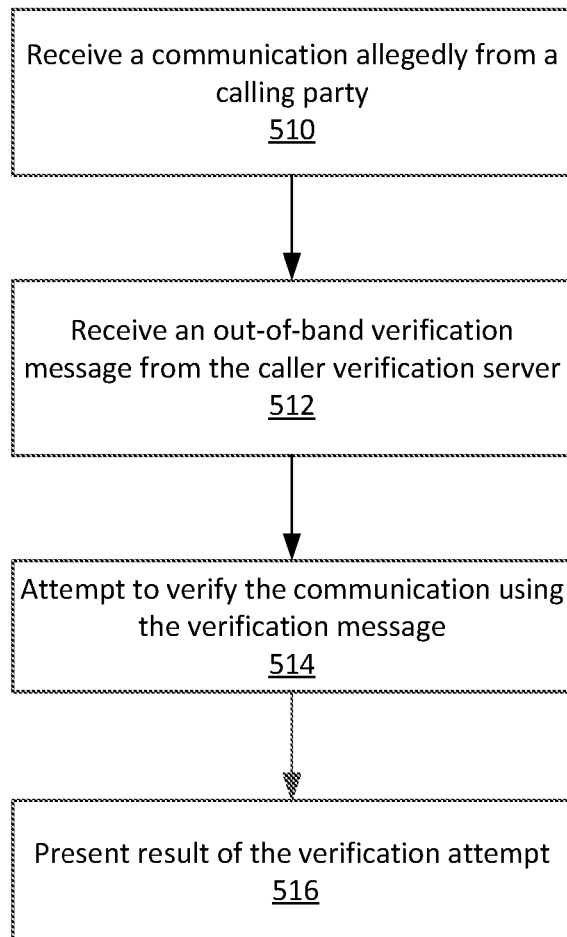 Receive a communication allegedly from a
calling party
510
Receive an out-of-band verification
message from the caller verification server
512
Attempt to verify the communication using
the verification message
514
Present result of the verification attempt
516